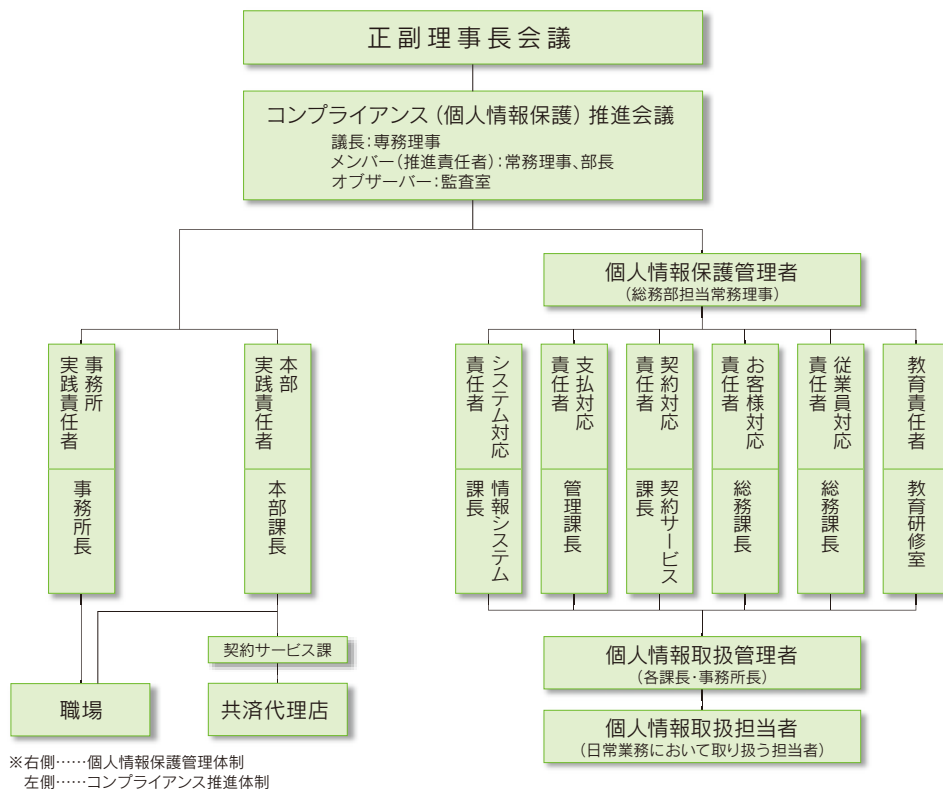 正副理事長会議
コンプライアンス（個人情報保護）推進会議
議長：専務理事
メンバー（推進責任者）：常務理事、部長
オブザーバー：監査室
個人情報保護管理者
（総務部担当常務理事）
事務所
実践責任者
事務所長
本部
実践責任者
本部課長
システム対応
責任者
情報システム
課長
支払対応
責任者
管理課長
契約対応
責任者
契約サービス
課長
お客様対応
責任者
総務課長
従業員対応
責任者
総務課長
教育責任者
教育研修室
契約サービス課
職場
共済代理店
個人情報取扱管理者
（各課長・事務所長）
個人情報取扱担当者
（日常業務において取り扱う担当者）
※右側……個人情報保護管理体制
左側……コンプライアンス推進体制